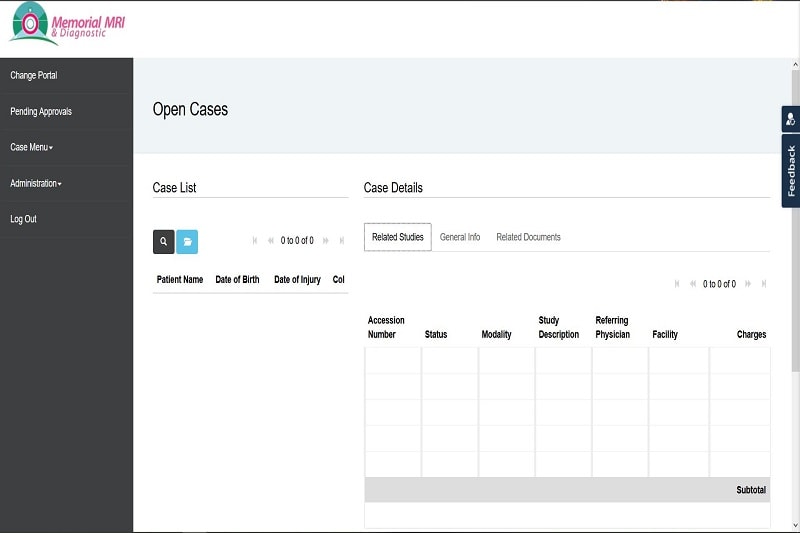 Memorial MRI
& Diagnostic
Change Portal
Pending Approvals
Case Menu
Administration
Log Out
Open Cases
Feedback
Case List
0 to 0 of 0
Patient Name Date of Birth Date of Injury Col
Case Details
Related Studies General Info Related Documents
0 to 0 of 0
Accession Number Status Modality Study Description Referring Physician Facility Charges
Subtotal